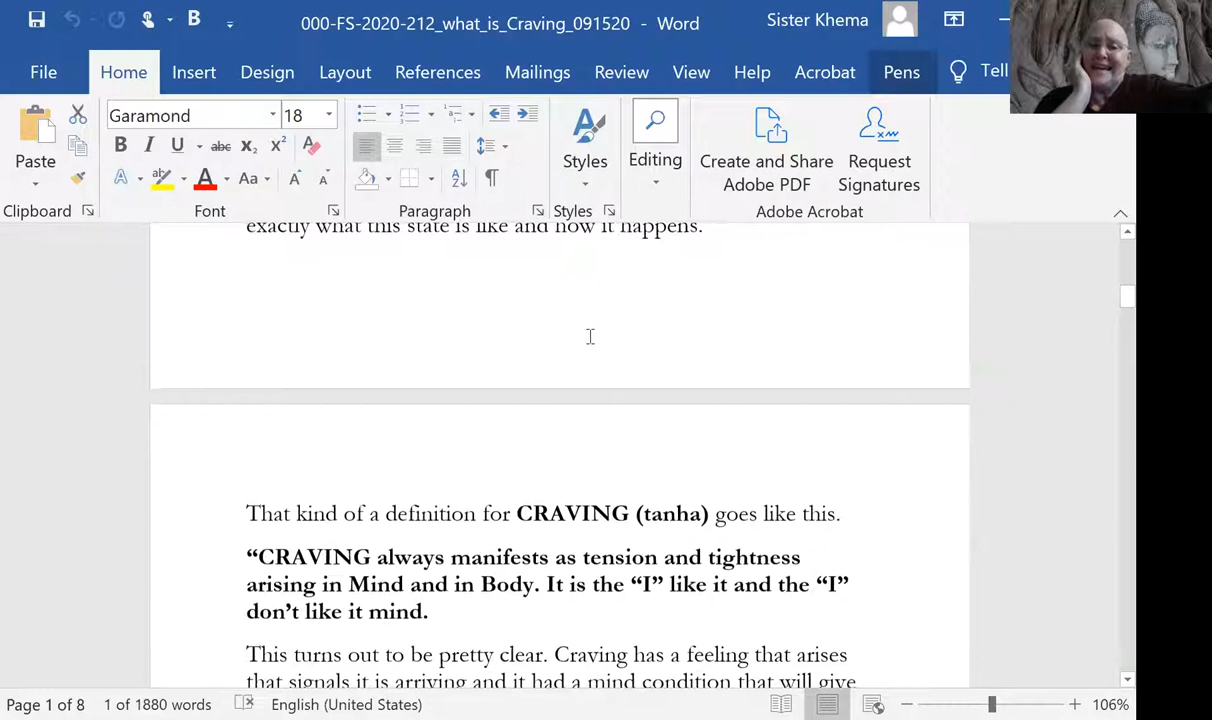 000-FS-2020-212_what_is_Craving_091520 - Word
Sister Khema
File Home Insert Design Layout References Mailings Review View Help Acrobat Pens Tell
Garamond 18
Paste
Styles
Editing
Create and Share Adobe PDF
Request Signatures
Clipboard Font Paragraph Styles Adobe Acrobat
exactly what this state is like and how it happens.
That kind of a definition for CRAVING (tanha) goes like this.
“CRAVING always manifests as tension and tightness
arising in Mind and in Body. It is the “I” like it and the “I”
don’t like it mind.
This turns out to be pretty clear. Craving has a feeling that arises
that signals it is arriving and it had a mind condition that will give
Page 1 of 8 1 of 1880 words English (United States) 106%